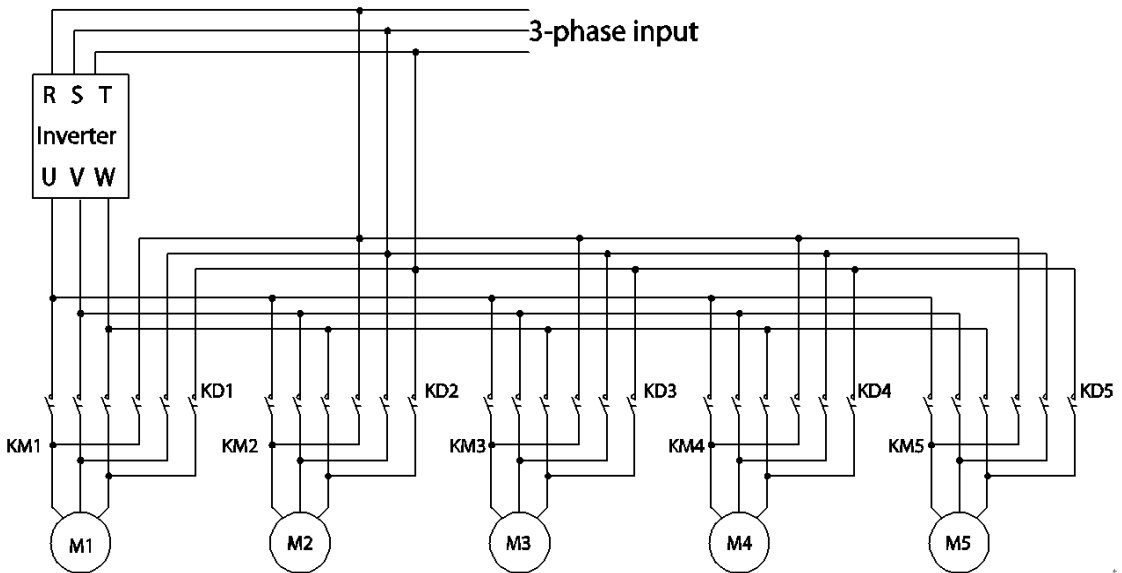 3-phase input
R S T
Inverter
U V W
KD1
KD2
KD3
KD4
KD5
KM1
KM2
KM3
KM4
KM5
M1
M2
M3
M4
M5